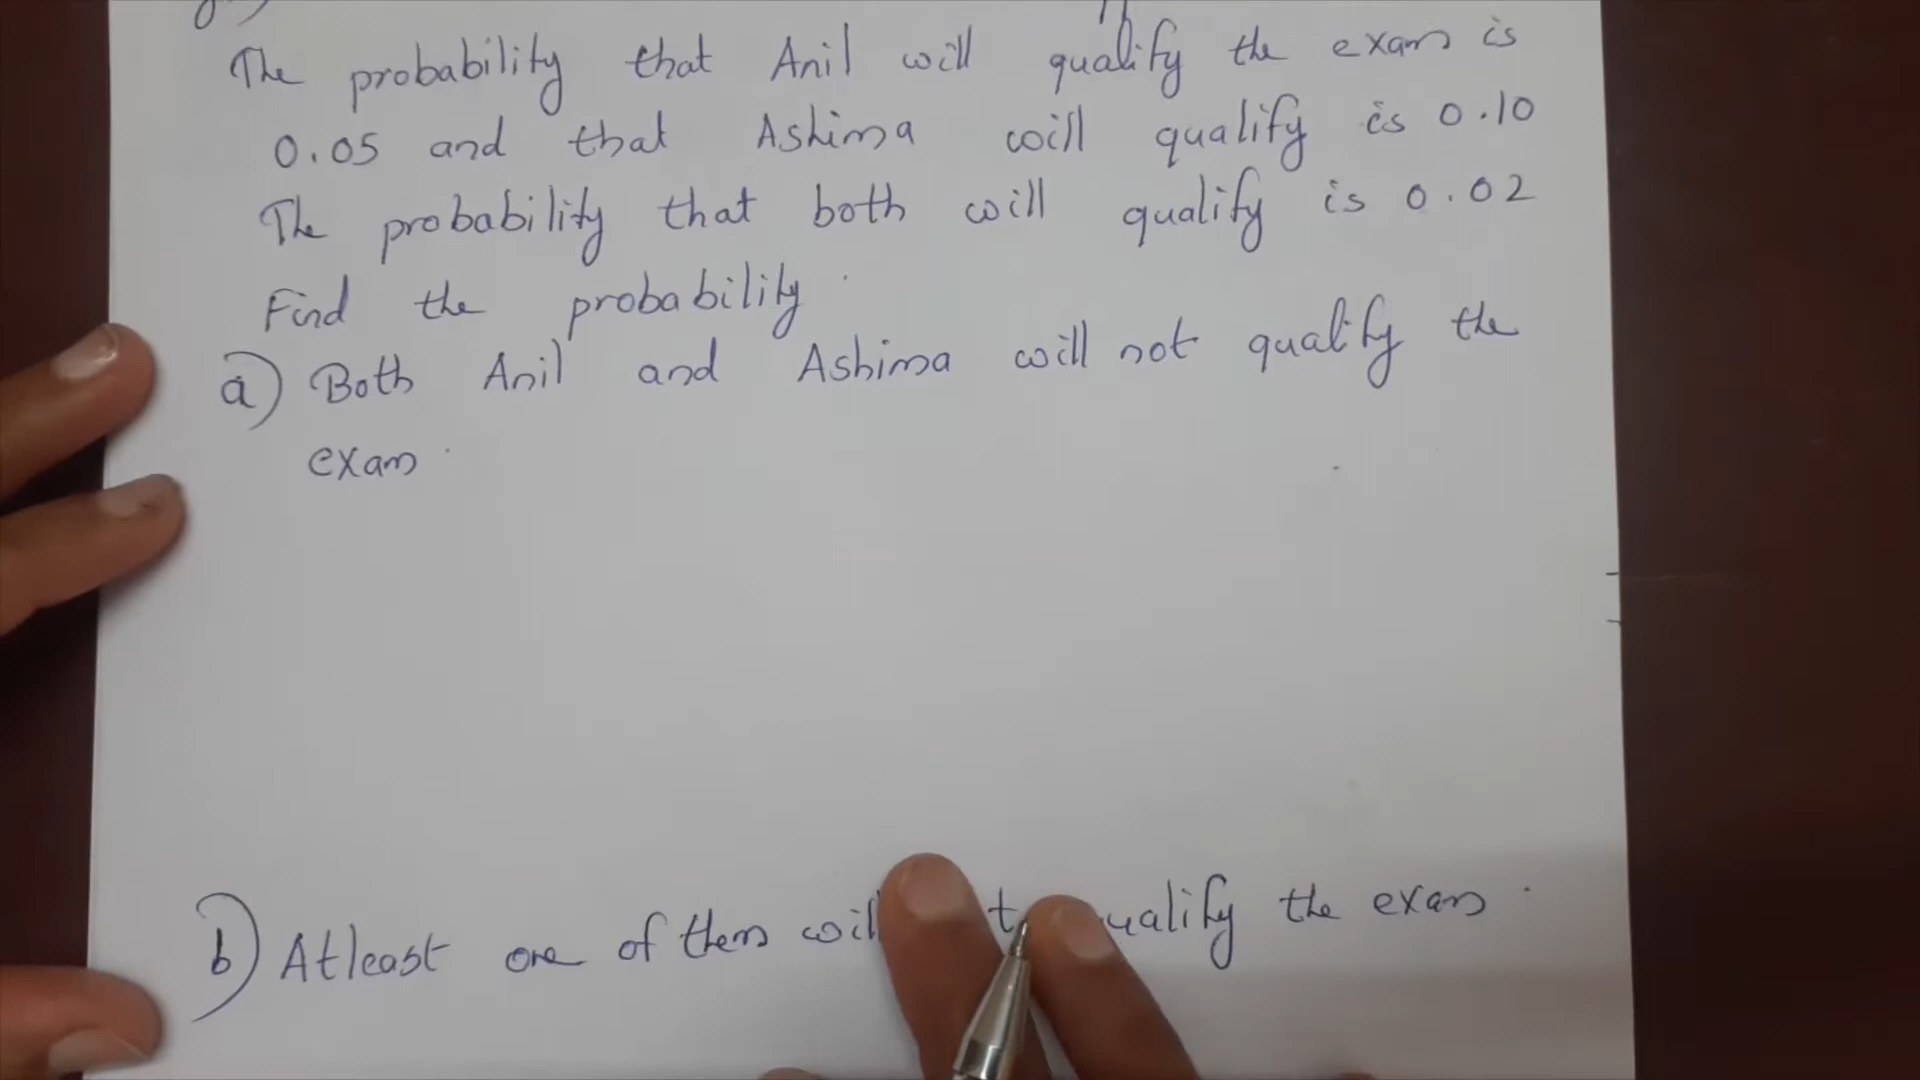 The probability that Anil will qualify the exam is
0.05 and that Ashima will qualify is 0.10
The probability that both will qualify is 0.02
Find the probability
a) Both Anil and Ashima will not qualify the
exam
b) Atleast one of them will qualify the exam.